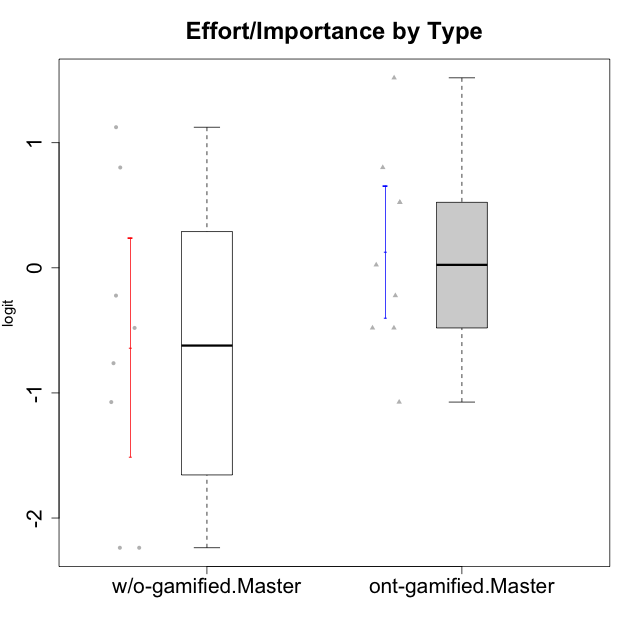 Effort/Importance by Type
logit
1
0
-1
-2
w/o-gamified.Master ont-gamified.Master